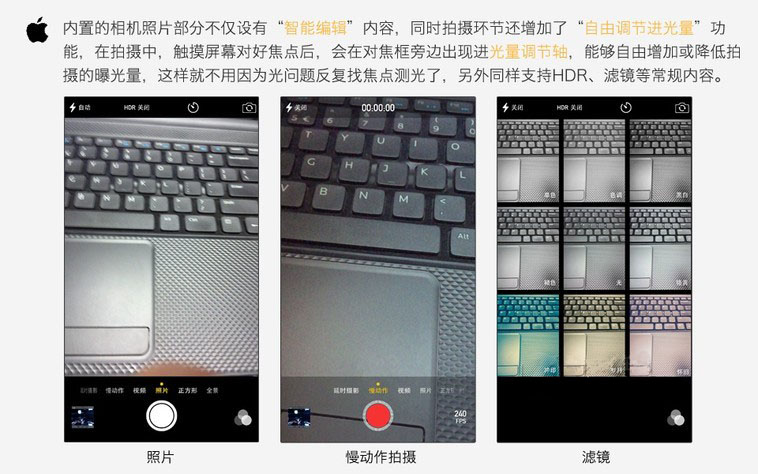 内置的相机照片部分不仅设有“智能编辑”内容，同时拍摄环节还增加了“自由调节进光量”功
能，在拍摄中，触摸屏幕对好焦点后，会在对焦框旁边出现进光量调节轴，能够自由增加或降低拍
摄的曝光量，这样就不用因为光问题反复找焦点测光了，另外同样支持HDR、滤镜等常规内容。
自动 HDR 关闭
关闭 00:00:00
关闭 HDR 关闭
单色 色调 黑白
褪色 无 铬黄
冲印 岁月 怀旧
慢动作 视频 照片 正方形 全景
延时摄影 慢动作 视频 照片 正方形
240
FPS
照片 慢动作拍摄 滤镜